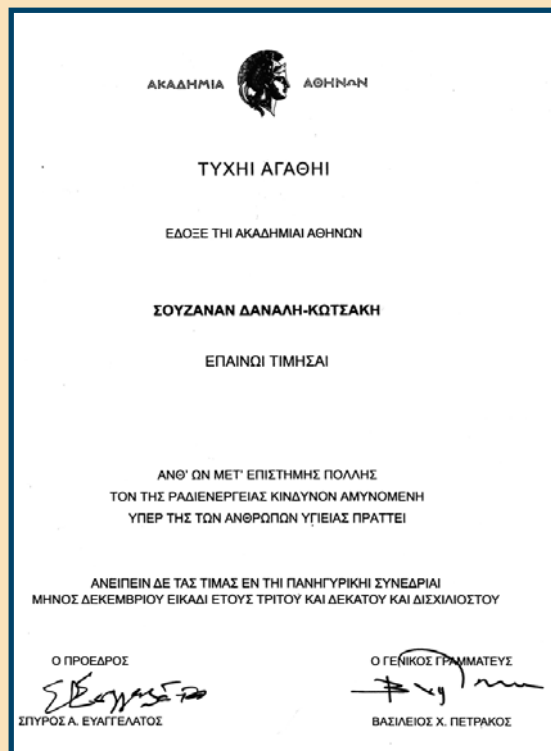 ΑΚΑΔΗΜΙΑ ΑΘΗΝΩΝ
ΤΥΧΗΙ ΑΓΑΘΗΙ
ΕΔΟΞΕ ΤΗΙ ΑΚΑΔΗΜΙΑΙ ΑΘΗΝΩΝ
ΣΟΥΖΑΝΑΝ ΔΑΝΑΛΗ-ΚΩΤΣΑΚΗ
ΕΠΑΙΝΩΙ ΤΙΜΗΣΑΙ
ΑΝΘ' ΩΝ ΜΕΤ' ΕΠΙΣΤΗΜΗΣ ΠΟΛΛΗΣ
ΤΟΝ ΤΗΣ ΡΑΔΙΕΝΕΡΓΕΙΑΣ ΚΙΝΔΥΝΟΝ ΑΜΥΝΟΜΕΝΗ
ΥΠΕΡ ΤΗΣ ΤΩΝ ΑΝΘΡΩΠΩΝ ΥΓΙΕΙΑΣ ΠΡΑΤΤΕΙ
ΑΝΕΙΠΕΙΝ ΔΕ ΤΑΣ ΤΙΜΑΣ ΕΝ ΤΗΙ ΠΑΝΗΓΥΡΙΚΗΙ ΣΥΝΕΔΡΙΑΙ
ΜΗΝΟΣ ΔΕΚΕΜΒΡΙΟΥ ΕΙΚΑΔΙ ΕΤΟΥΣ ΤΡΙΤΟΥ ΚΑΙ ΔΕΚΑΤΟΥ ΚΑΙ ΔΙΣΧΙΛΙΟΣΤΟΥ
Ο ΠΡΟΕΔΡΟΣ
Ο ΓΕΝΙΚΟΣ ΓΡΑΜΜΑΤΕΥΣ
ΣΠΥΡΟΣ Α. ΕΥΑΓΓΕΛΑΤΟΣ
ΒΑΣΙΛΕΙΟΣ Χ. ΠΕΤΡΑΚΟΣ